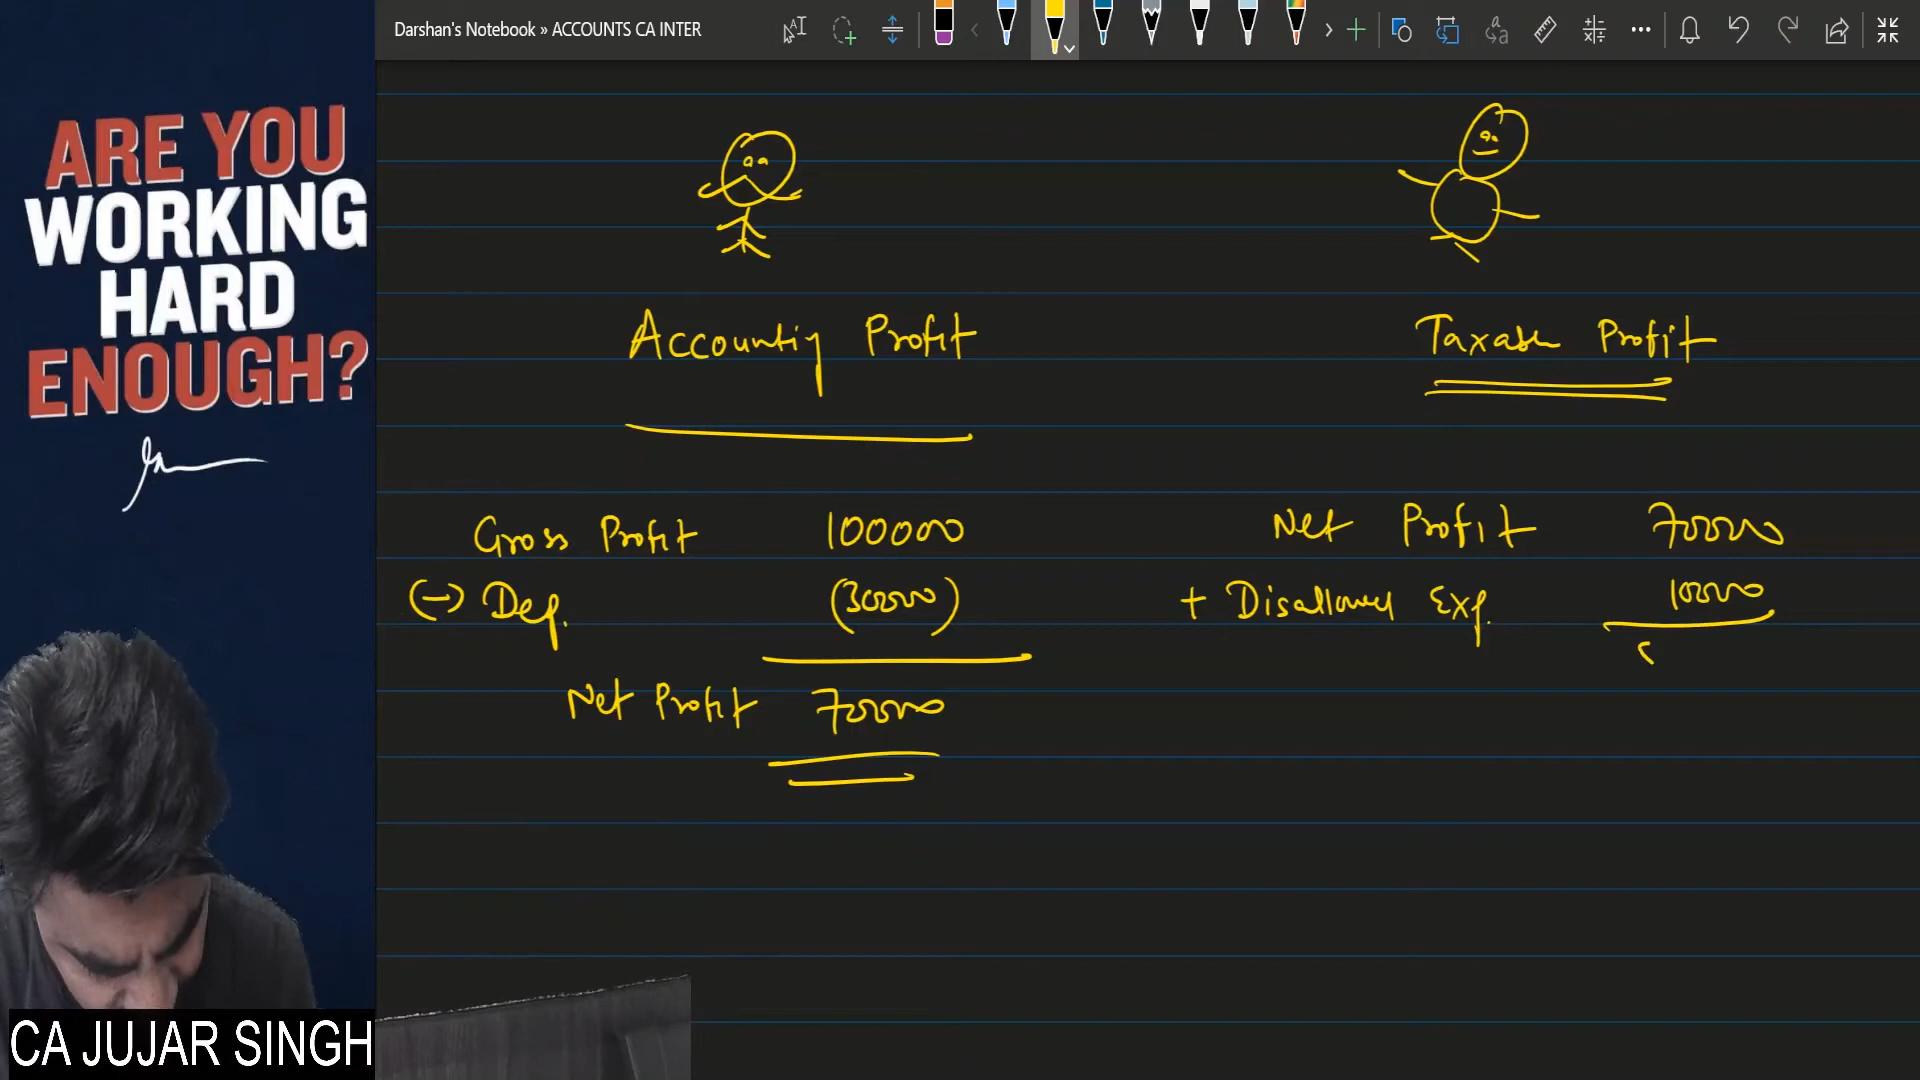 Darshan's Notebook » ACCOUNTS CA INTER
ARE YOU
WORKING
HARD
ENOUGH?
Accounting Profit
Gross Profit 100000
(-) Dep. (30000)
Net Profit 70000
Taxable Profit
Net Profit 70000
+ Disallowed Exp. 10000
CA JUJAR SINGH